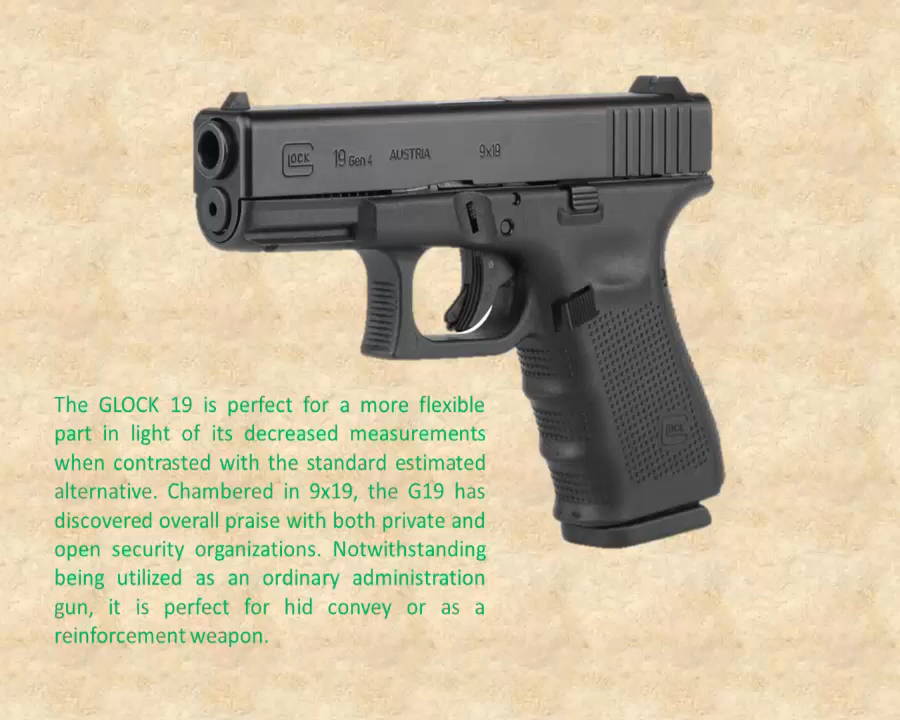 GLOCK 19 Gen 4 AUSTRIA 9x19
GLOCK
The GLOCK 19 is perfect for a more flexible
part in light of its decreased measurements
when contrasted with the standard estimated
alternative. Chambered in 9x19, the G19 has
discovered overall praise with both private and
open security organizations. Notwithstanding
being utilized as an ordinary administration
gun, it is perfect for hid convey or as a
reinforcement weapon.